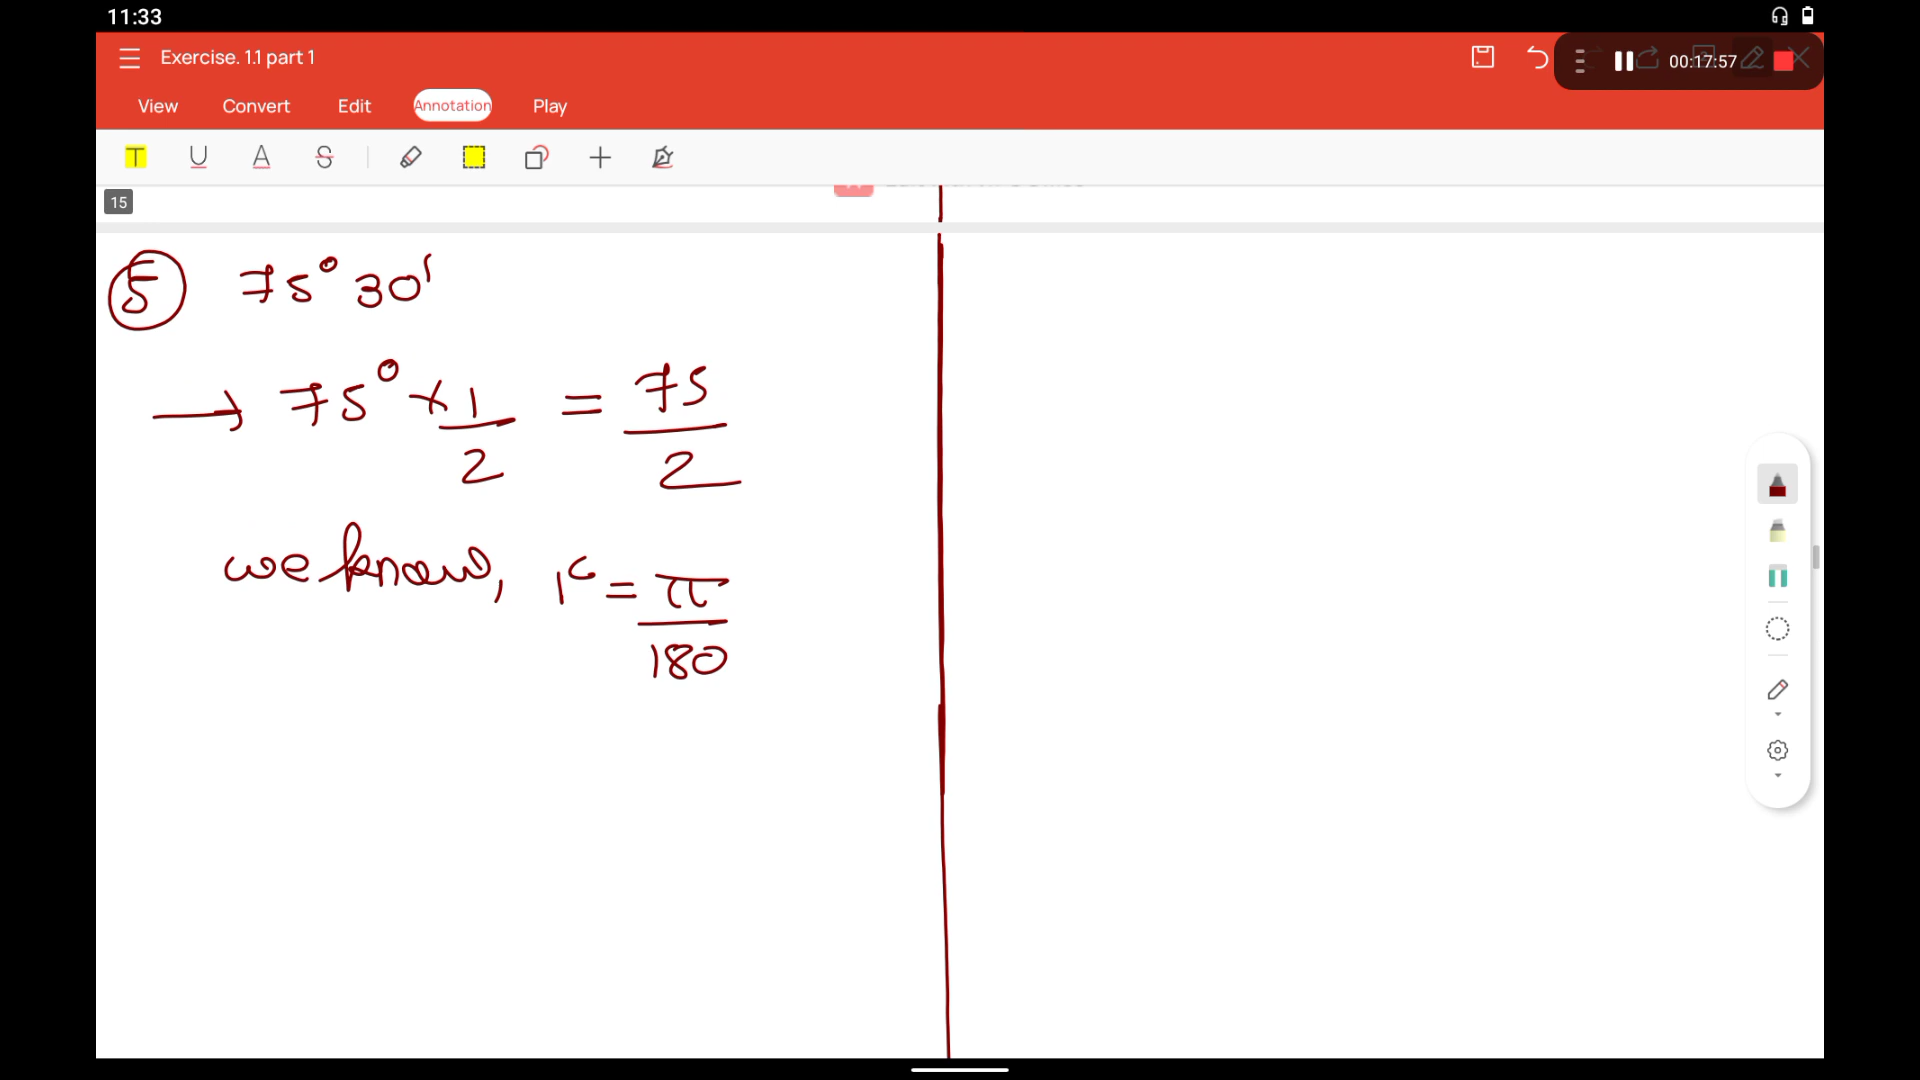 11:33
Exercise. 1.1 part 1
00:17:57
View Convert Edit Annotation Play
T U A S
15
5 75° 30'
→ 75° + 1/2 = 75/2
we know, 1ᶜ = π/180